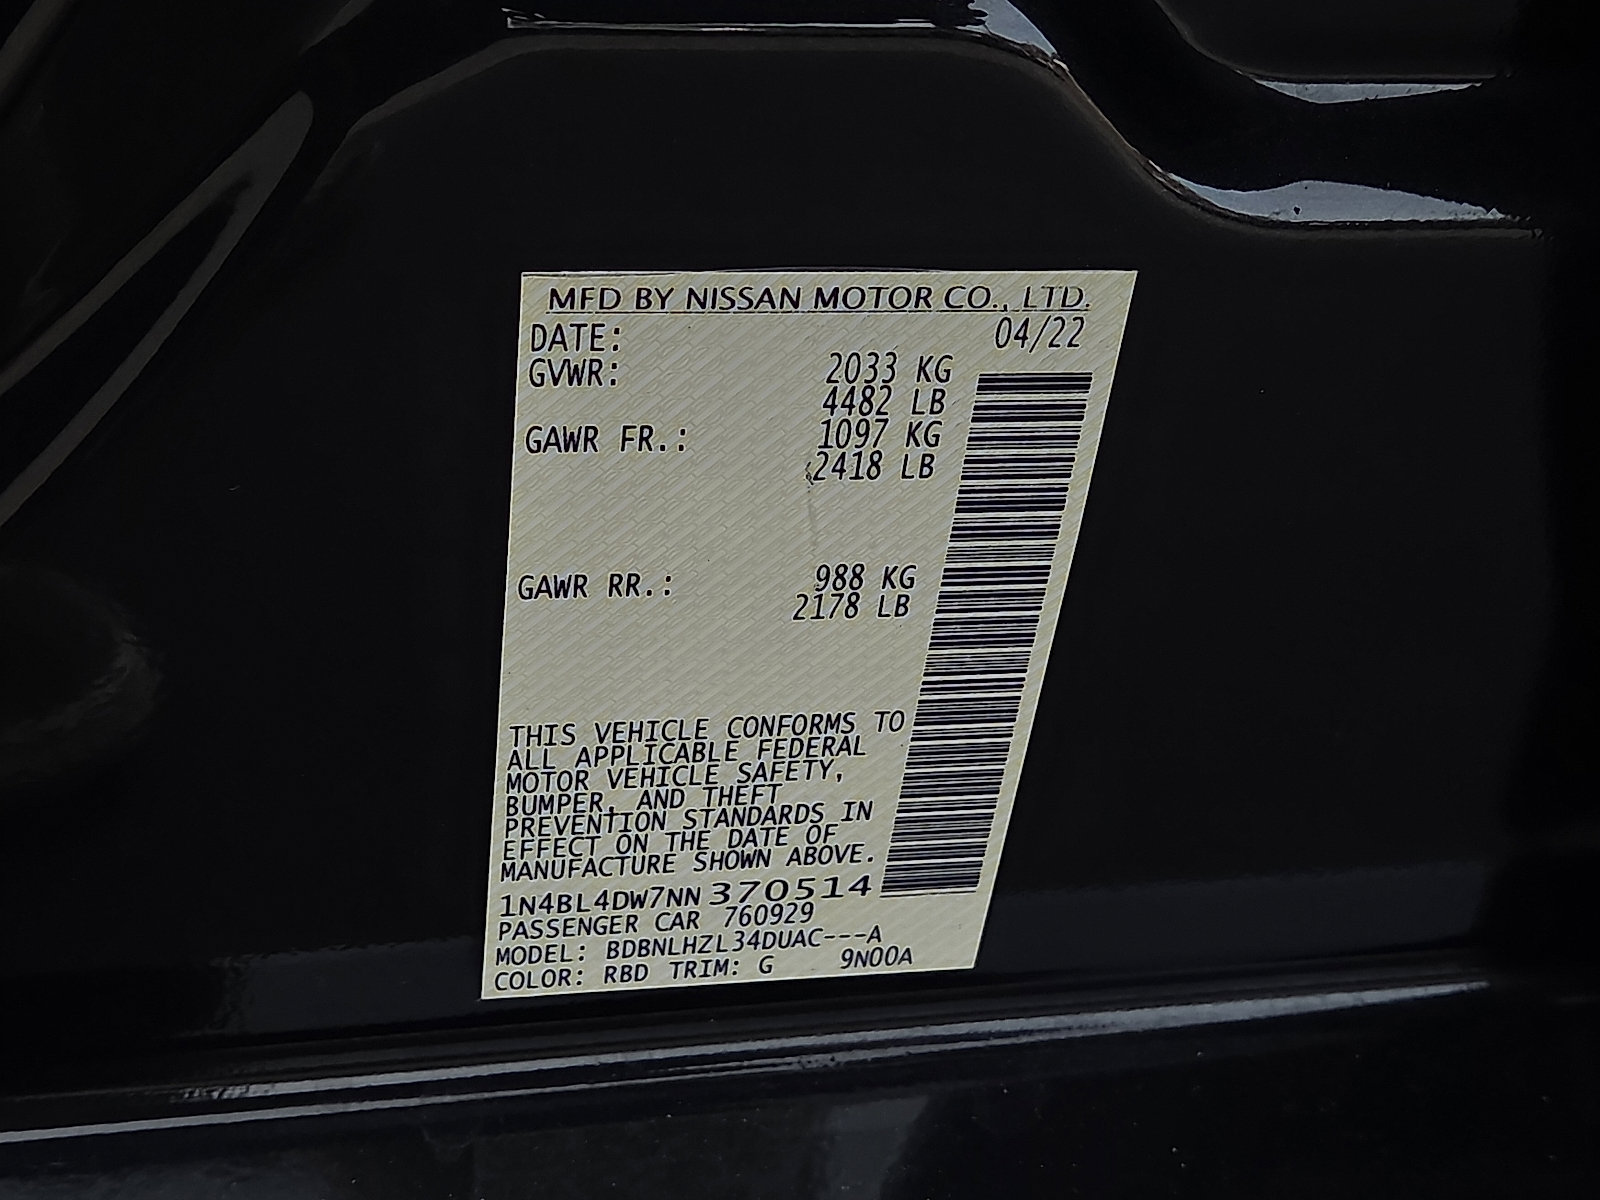 MFD BY NISSAN MOTOR CO., LTD.
DATE: 04/22
GVWR: 2033 KG
4482 LB
GAWR FR.: 1097 KG
2418 LB
GAWR RR.: 988 KG
2178 LB
THIS VEHICLE CONFORMS TO
ALL APPLICABLE FEDERAL
MOTOR VEHICLE SAFETY,
BUMPER, AND THEFT
PREVENTION STANDARDS IN
EFFECT ON THE DATE OF
MANUFACTURE SHOWN ABOVE.
1N4BL4DW7NN370514
PASSENGER CAR 760929
MODEL: BDBNLHZL34DUAC---A
COLOR: RBD TRIM: G 9N00A